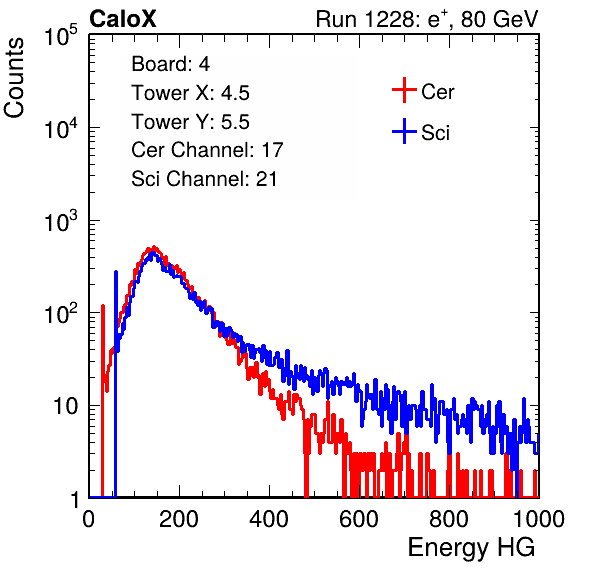 CaloX Run 1228: e⁺, 80 GeV
Board: 4
Tower X: 4.5
Tower Y: 5.5
Cer Channel: 17
Sci Channel: 21
Cer
Sci
Counts
10⁵
10⁴
10³
10²
10
1
0 200 400 600 800 1000
Energy HG